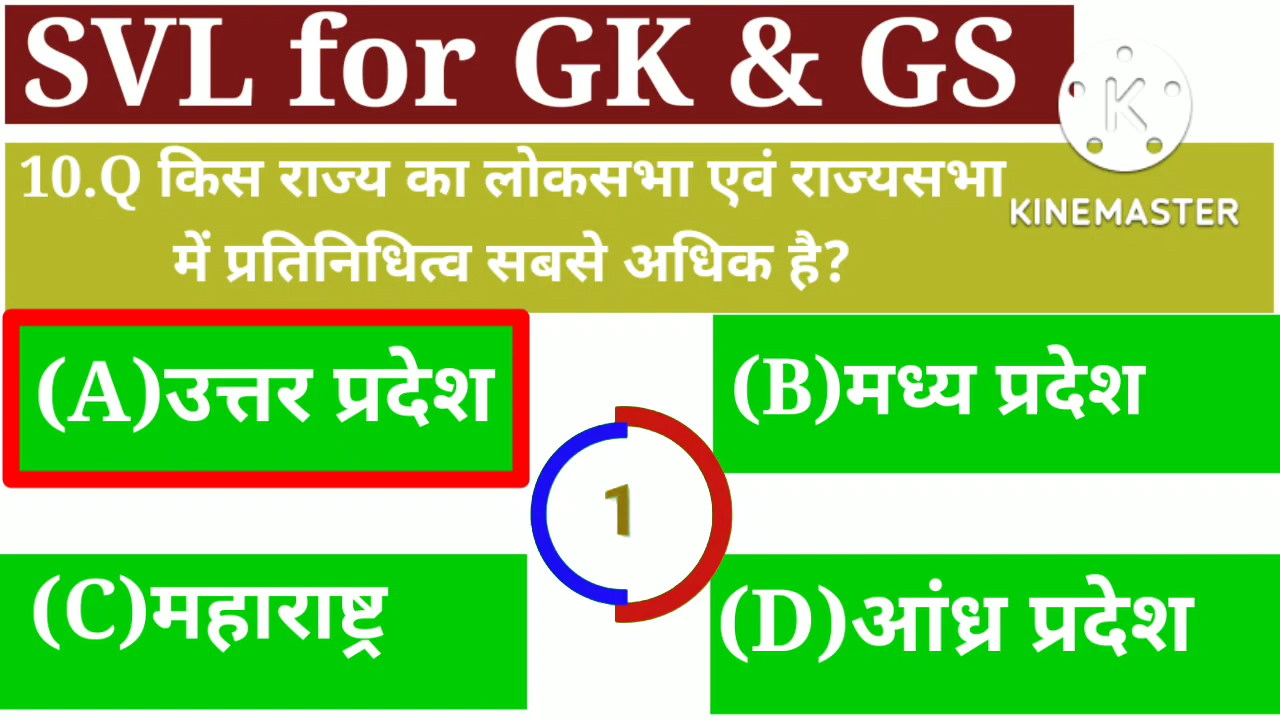 SVL for GK & GS
K
KINEMASTER
10.Q किस राज्य का लोकसभा एवं राज्यसभा
में प्रतिनिधित्व सबसे अधिक है?
(A)उत्तर प्रदेश
(B)मध्य प्रदेश
1
(C)महाराष्ट्र
(D)आंध्र प्रदेश